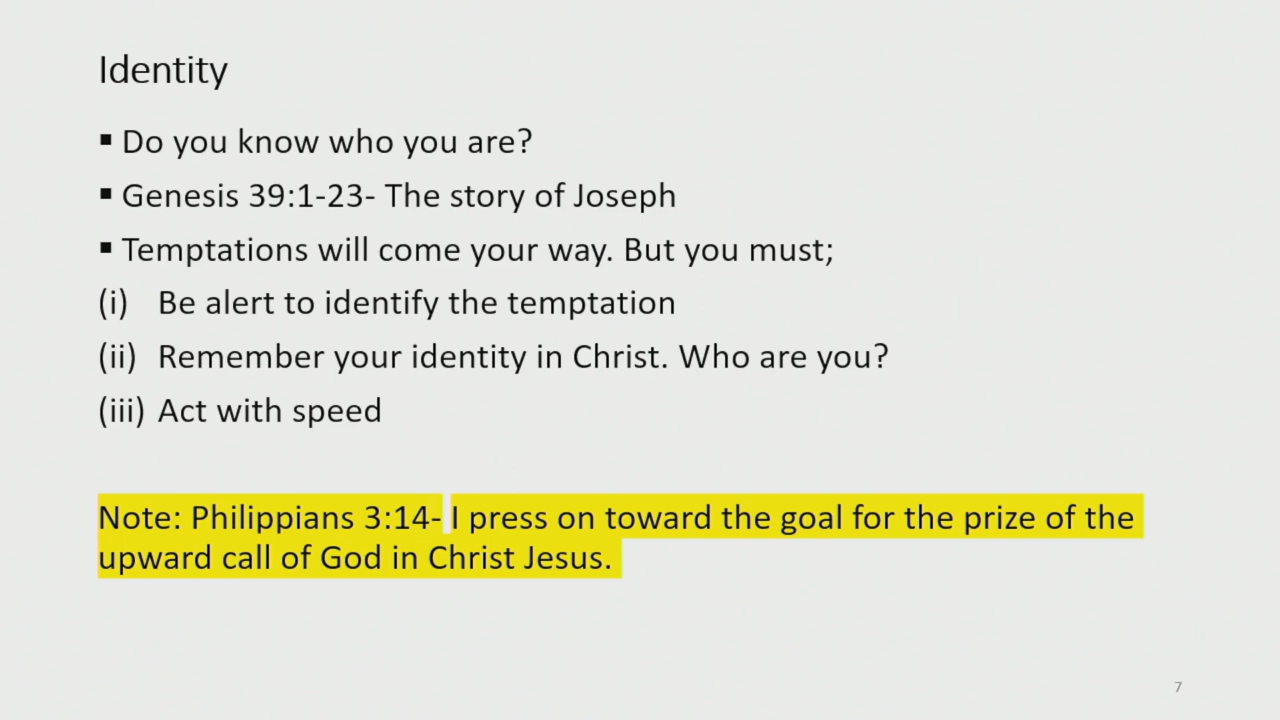 Identity
▪ Do you know who you are?
▪ Genesis 39:1-23- The story of Joseph
▪ Temptations will come your way. But you must;
(i) Be alert to identify the temptation
(ii) Remember your identity in Christ. Who are you?
(iii) Act with speed
Note: Philippians 3:14- I press on toward the goal for the prize of the
upward call of God in Christ Jesus.
7